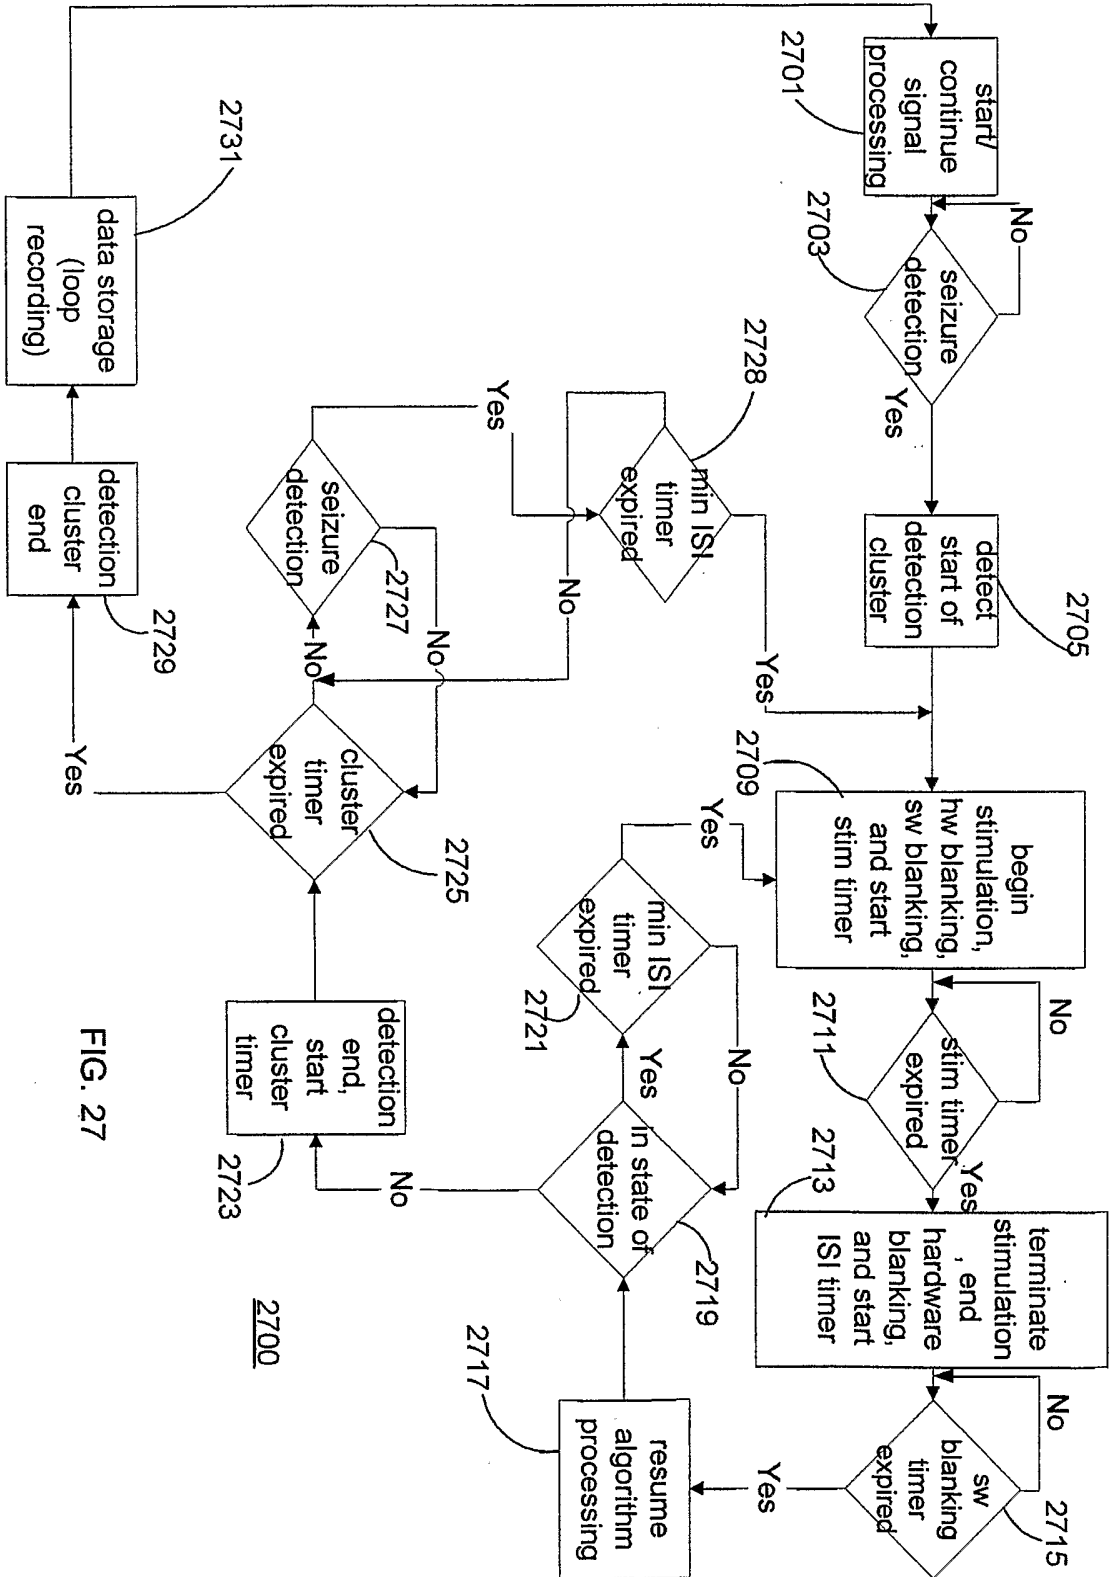 start/
continue
signal
processing
2701
No
seizure
detection
2703
Yes
detect
start of
detection
cluster
2705
begin
stimulation,
hw blanking,
sw blanking,
and start
stim timer
2709
No
stim timer
expired
2711
Yes
terminate
stimulation
, end
hardware
blanking,
and start
ISI timer
2713
No
sw
blanking
timer
expired
2715
Yes
resume
algorithm
processing
2717
in state of
detection
2719
Yes
min ISI
timer
expired
2721
No
Yes
No
detection
end,
start
cluster
timer
2723
cluster
timer
expired
2725
No
seizure
detection
2727
No
Yes
min ISI
timer
expired
2728
Yes
No
Yes
detection
cluster
end
2729
data storage
(loop
recording)
2731
FIG. 27
2700